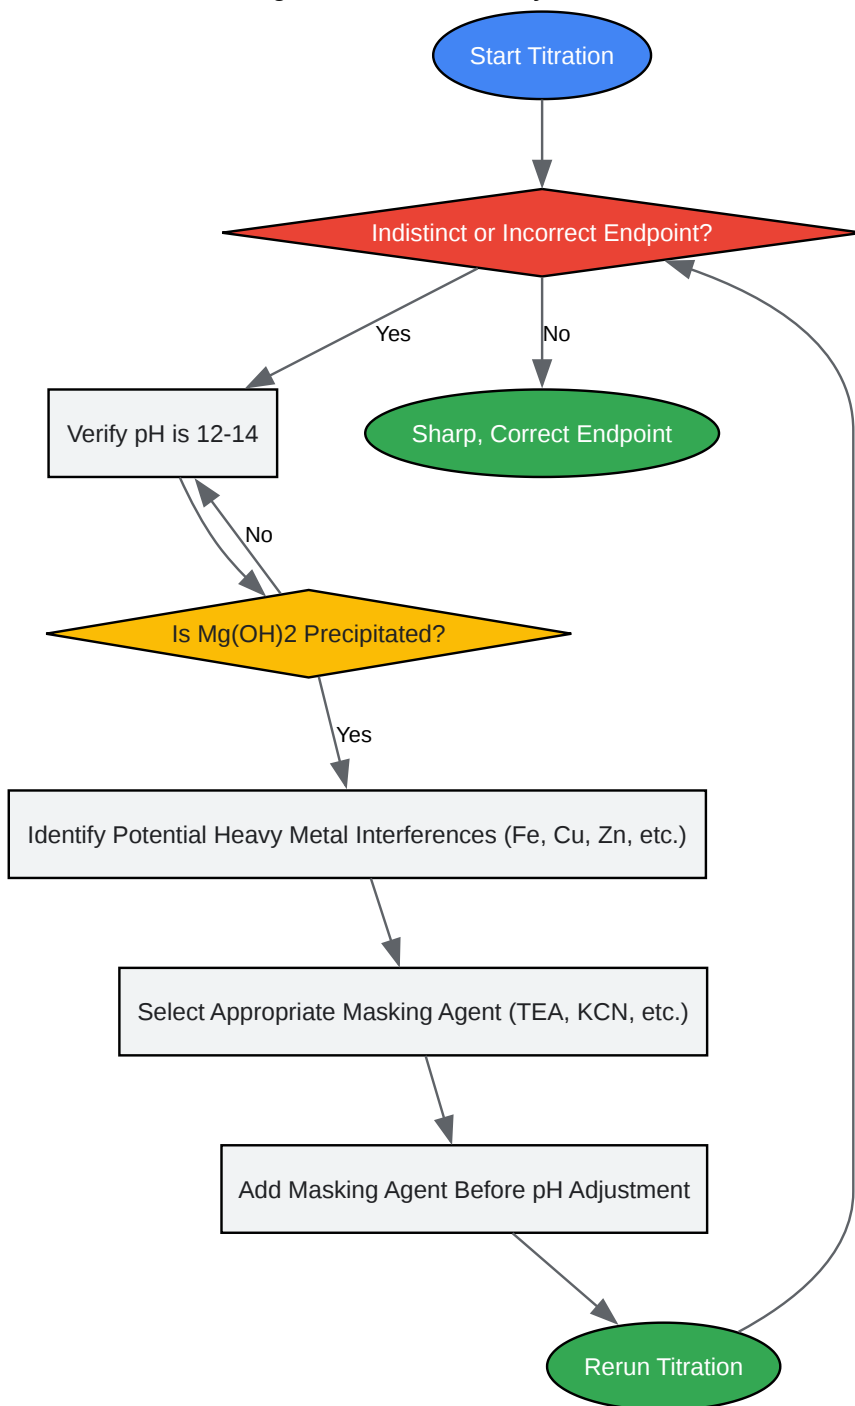 Start Titration
Indistinct or Incorrect Endpoint?
Yes
No
Verify pH is 12-14
Sharp, Correct Endpoint
No
Is Mg(OH)2 Precipitated?
Yes
Identify Potential Heavy Metal Interferences (Fe, Cu, Zn, etc.)
Select Appropriate Masking Agent (TEA, KCN, etc.)
Add Masking Agent Before pH Adjustment
Rerun Titration